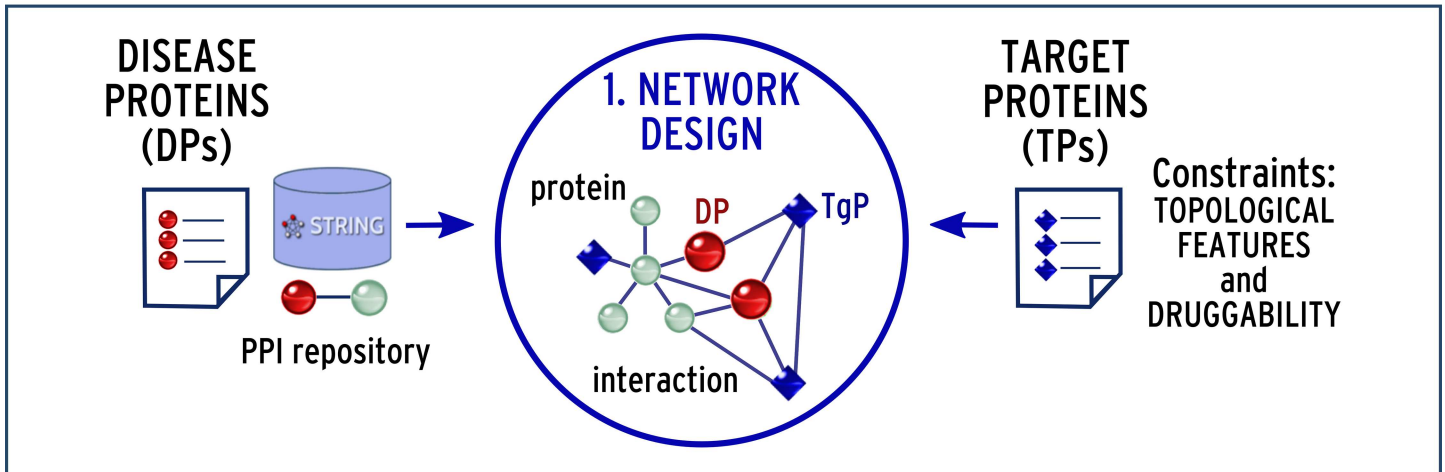 DISEASE
PROTEINS
(DPs)
STRING
PPI repository
1. NETWORK
DESIGN
protein
DP
TgP
interaction
TARGET
PROTEINS
(TPs)
Constraints:
TOPOLOGICAL
FEATURES
and
DRUGGABILITY